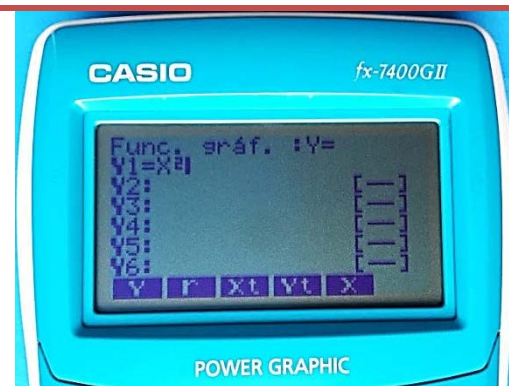 CASIO fx-7400GII
Func. gráf. :Y=
Y1=X²
Y2: [—]
Y3: [—]
Y4: [—]
Y5: [—]
Y6: [—]
Y r Xt Yt X
POWER GRAPHIC